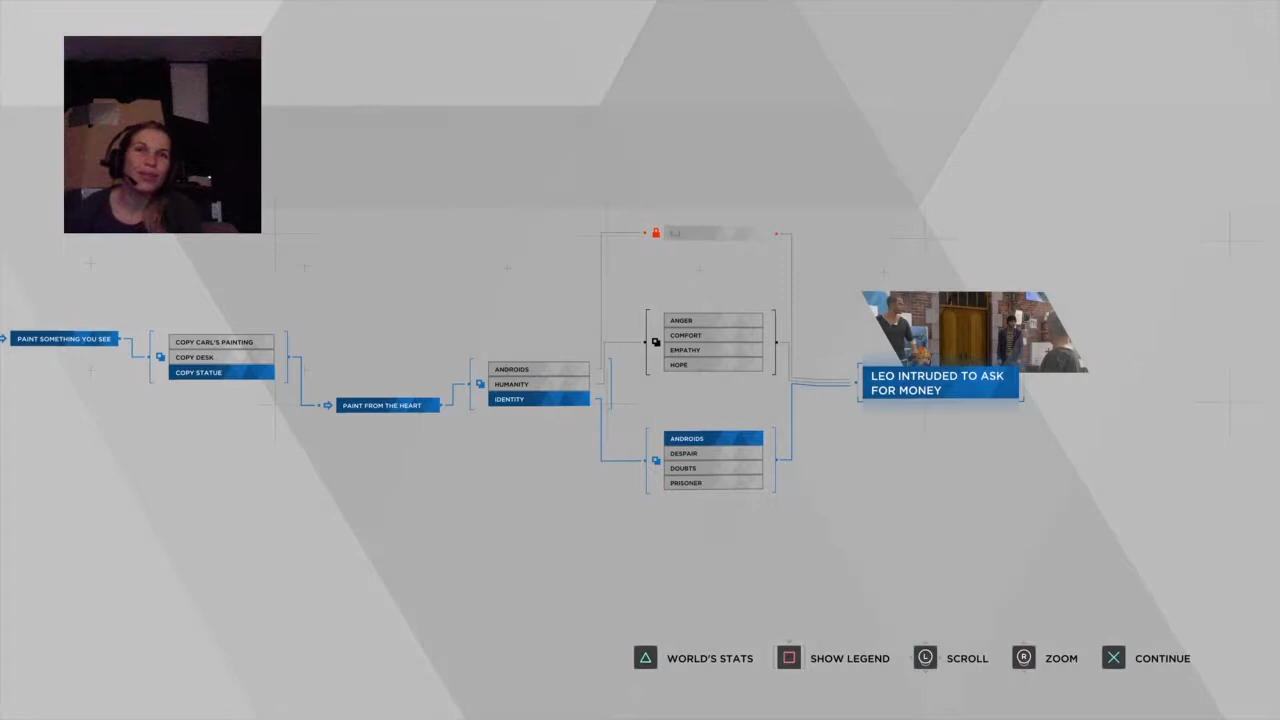 PAINT SOMETHING YOU SEE
COPY CARL'S PAINTING
COPY DESK
COPY STATUE
PAINT FROM THE HEART
ANDROIDS
HUMANITY
IDENTITY
ANGER
COMFORT
EMPATHY
HOPE
ANDROIDS
DESPAIR
DOUBTS
PRISONER
LEO INTRUDED TO ASK
FOR MONEY
WORLD'S STATS
SHOW LEGEND
L
SCROLL
R
ZOOM
CONTINUE